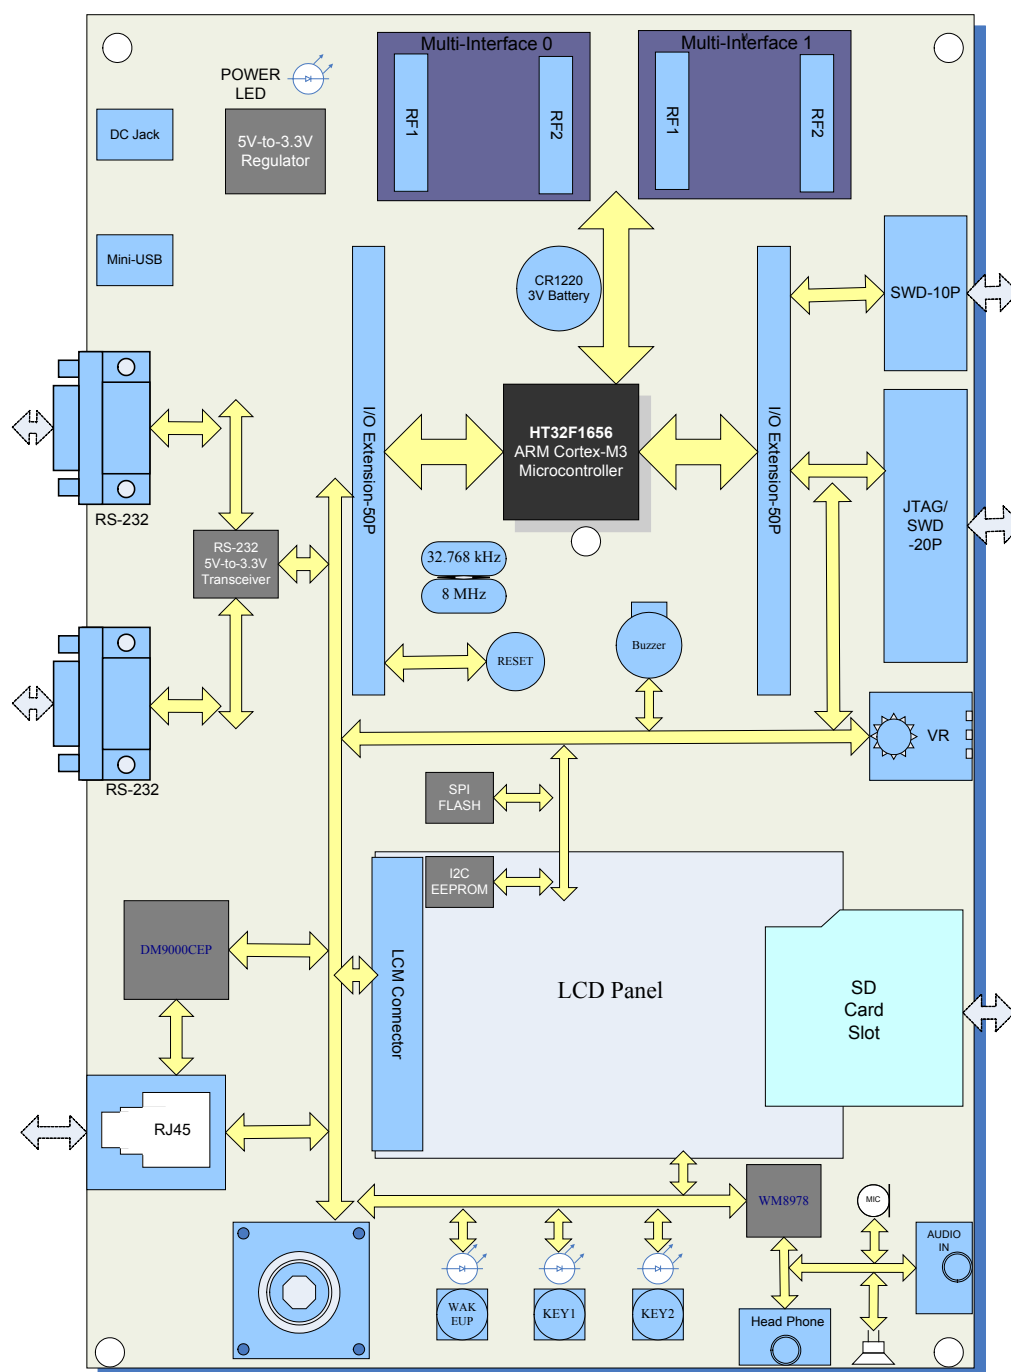 Multi-Interface 0
Multi-Interface 1
POWER
LED
RF1
RF2
RF1
RF2
DC Jack
5V-to-3.3V
Regulator
Mini-USB
CR1220
3V Battery
SWD-10P
I/O Extension-50P
I/O Extension-50P
HT32F1656
ARM Cortex-M3
Microcontroller
JTAG/
SWD
-20P
RS-232
RS-232
5V-to-3.3V
Transceiver
32.768 kHz
8 MHz
RESET
Buzzer
VR
RS-232
SPI
FLASH
I2C
EEPROM
DM9000CEP
LCM Connector
LCD Panel
SD
Card
Slot
RJ45
WM8978
MIC
AUDIO
IN
WAK
EUP
KEY1
KEY2
Head Phone